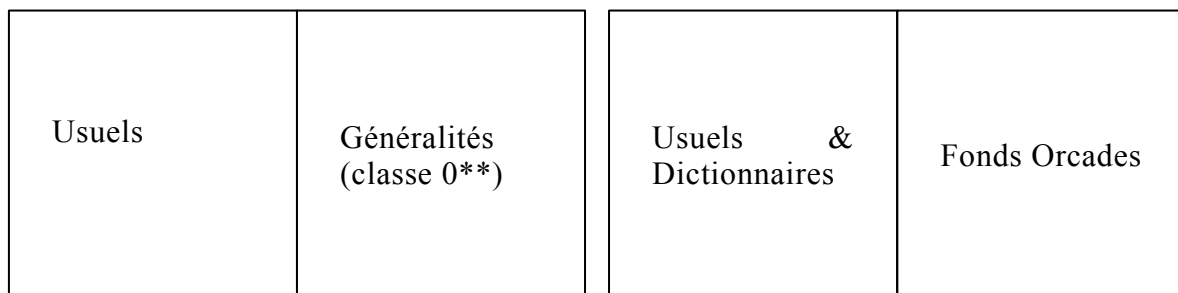 Usuels
Généralités
(classe 0**)
Usuels &
Dictionnaires
Fonds Orcades